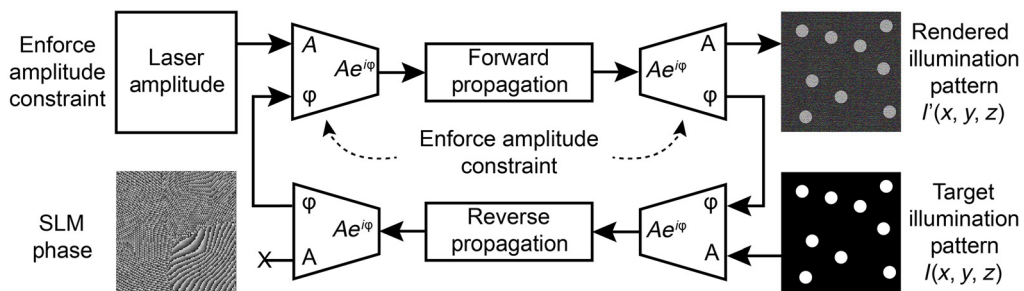 Enforce
amplitude
constraint
Laser
amplitude
A
φ
Ae^{iφ}
Forward
propagation
Ae^{iφ}
A
φ
Rendered
illumination
pattern
I'(x, y, z)
Enforce amplitude
constraint
SLM
phase
φ
A
X
Ae^{iφ}
Reverse
propagation
Ae^{iφ}
φ
A
Target
illumination
pattern
I(x, y, z)